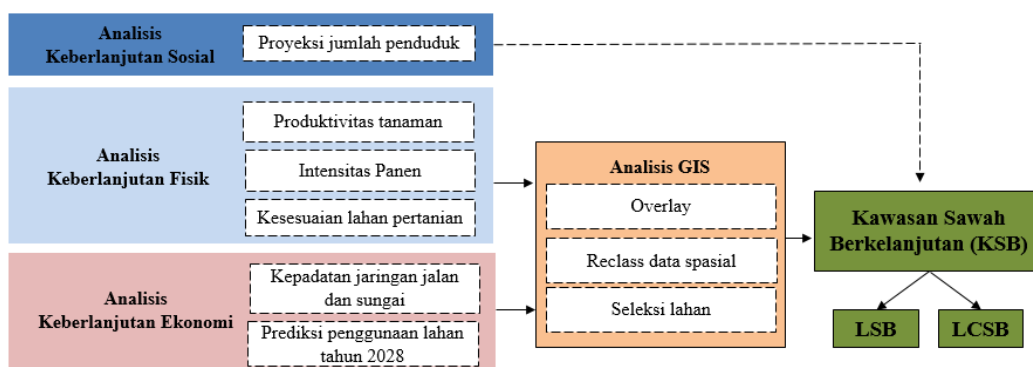 Analisis
Keberlanjutan Sosial
Proyeksi jumlah penduduk
Analisis
Keberlanjutan Fisik
Produktivitas tanaman
Intensitas Panen
Kesesuaian lahan pertanian
Analisis
Keberlanjutan Ekonomi
Kepadatan jaringan jalan
dan sungai
Prediksi penggunaan lahan
tahun 2028
Analisis GIS
Overlay
Reclass data spasial
Seleksi lahan
Kawasan Sawah
Berkelanjutan (KSB)
LSB
LCSB